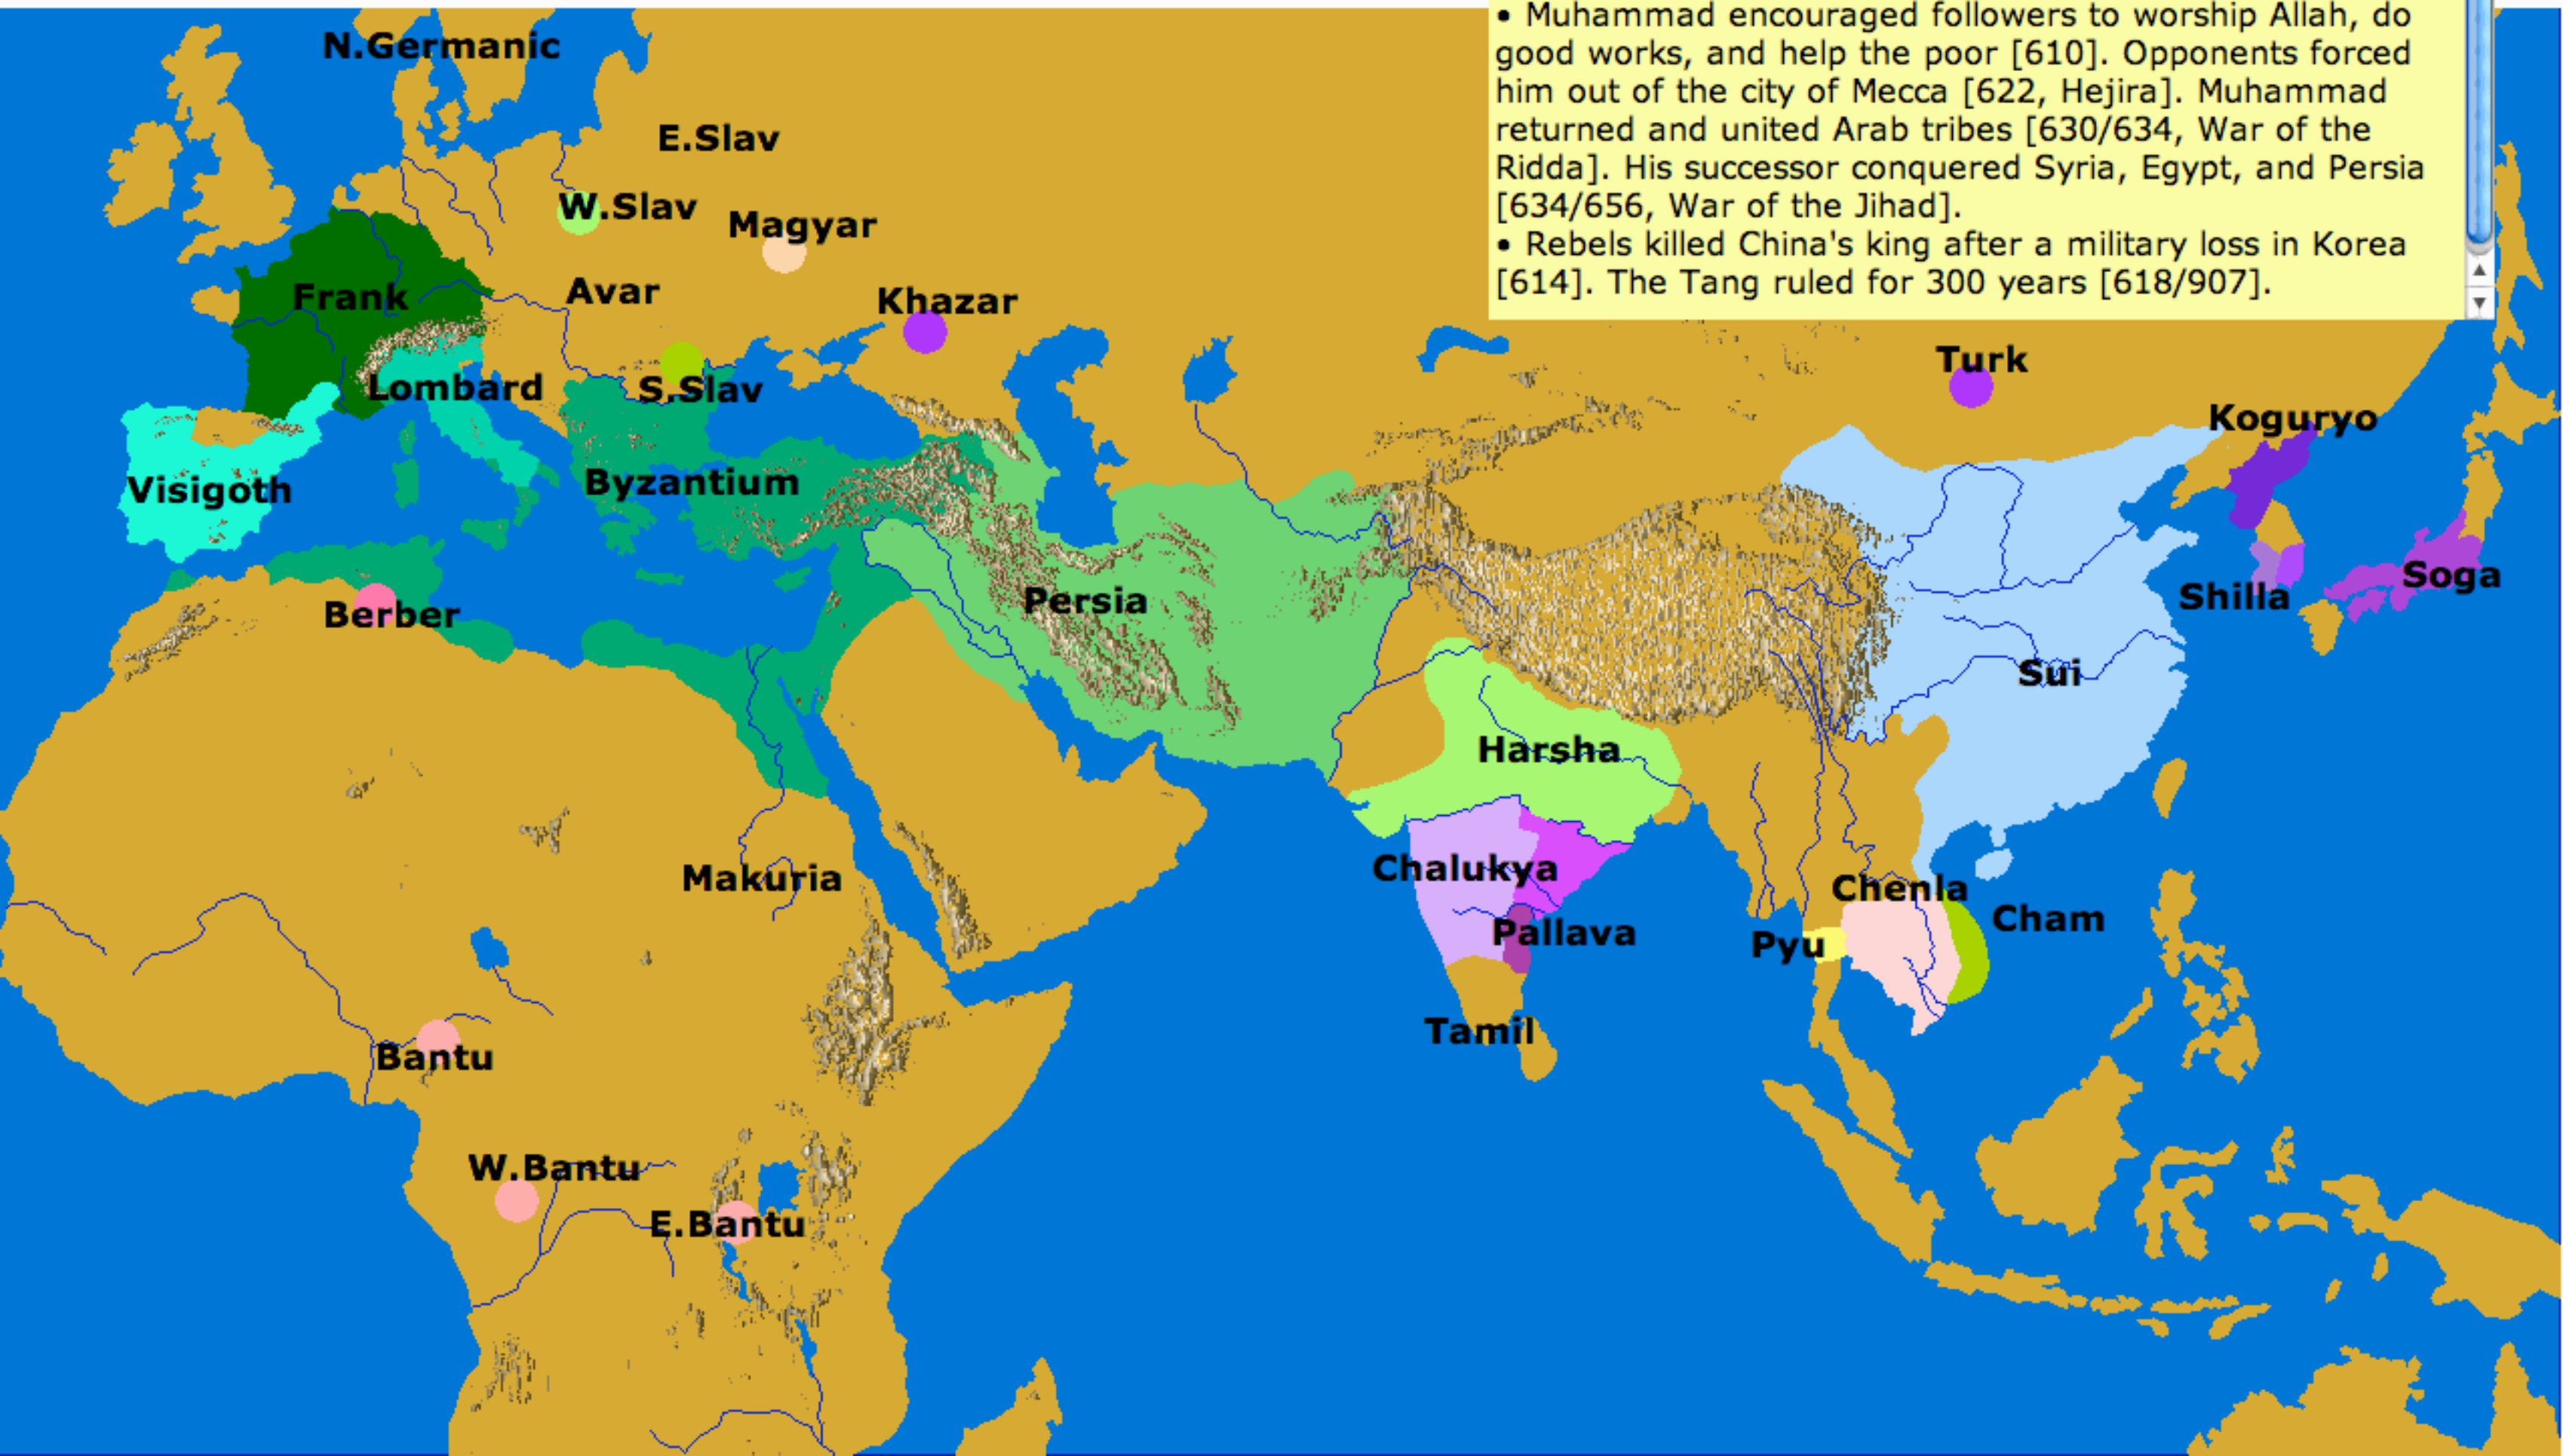 • Muhammad encouraged followers to worship Allah, do
good works, and help the poor [610]. Opponents forced
him out of the city of Mecca [622, Hejira]. Muhammad
returned and united Arab tribes [630/634, War of the
Ridda]. His successor conquered Syria, Egypt, and Persia
[634/656, War of the Jihad].
• Rebels killed China's king after a military loss in Korea
[614]. The Tang ruled for 300 years [618/907].
N.Germanic
E.Slav
W.Slav
Magyar
Avar
Frank
Khazar
Turk
Lombard
S.Slav
Koguryo
Visigoth
Byzantium
Persia
Soga
Shilla
Berber
Sui
Harsha
Chalukya
Makuria
Chenla
Cham
Pallava
Pyu
Tamil
Bantu
W.Bantu
E.Bantu